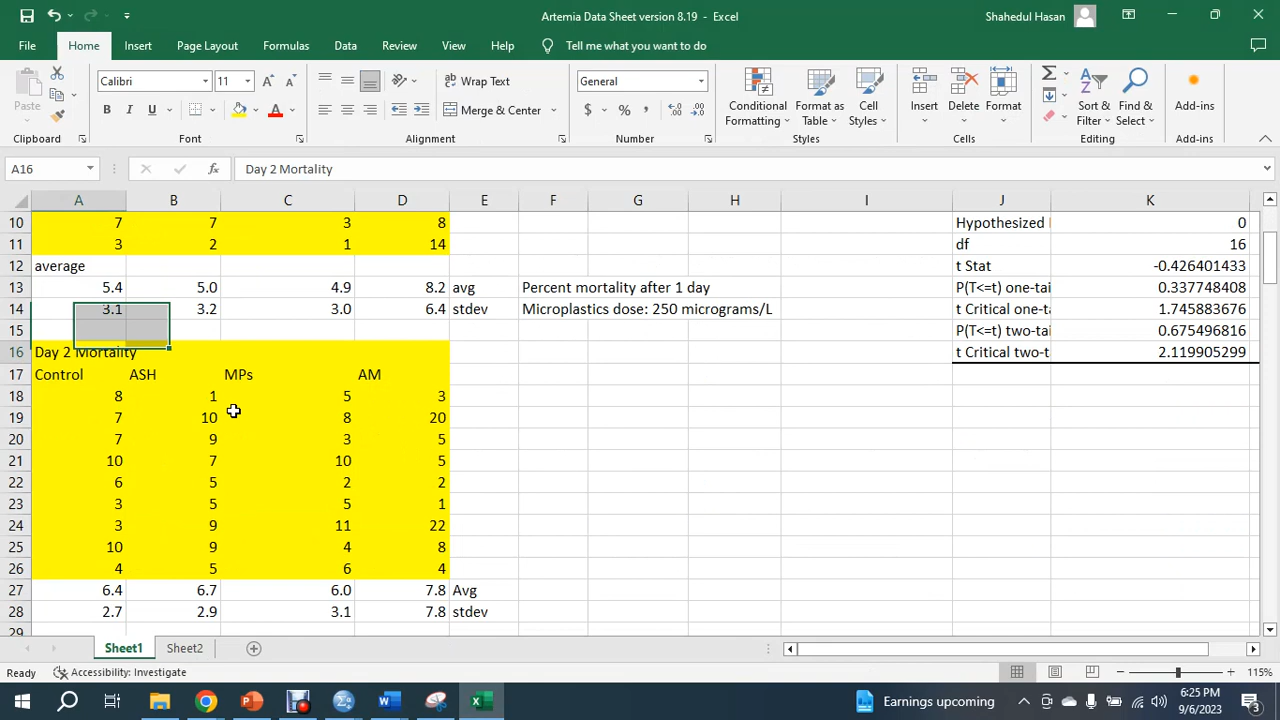 Artemia Data Sheet version 8.19 - Excel
Shahedul Hasan
File Home Insert Page Layout Formulas Data Review View Help Tell me what you want to do
Paste
Calibri 11
B I U
Wrap Text
Merge & Center
General
$ % ,
Conditional Formatting
Format as Table
Cell Styles
Insert
Delete
Format
Sort & Filter
Find & Select
Add-ins
Clipboard Font Alignment Number Styles Cells Editing Add-ins
A16 fx Day 2 Mortality
A B C D E F G H I J K
10 7 7 3 8 Hypothesized 0
11 3 2 1 14 df 16
12 average t Stat -0.426401433
13 5.4 5.0 4.9 8.2 avg Percent mortality after 1 day P(T<=t) one-tai 0.337748408
14 3.1 3.2 3.0 6.4 stdev Microplastics dose: 250 micrograms/L t Critical one-t 1.745883676
15 P(T<=t) two-tai 0.675496816
16 Day 2 Mortality t Critical two-t 2.119905299
17 Control ASH MPs AM
18 8 1 5 3
19 7 10 8 20
20 7 9 3 5
21 10 7 10 5
22 6 5 2 2
23 3 5 5 1
24 3 9 11 22
25 10 9 4 8
26 4 5 6 4
27 6.4 6.7 6.0 7.8 Avg
28 2.7 2.9 3.1 7.8 stdev
29
Sheet1 Sheet2
Ready Accessibility: Investigate 115%
Earnings upcoming
6:25 PM
9/6/2023
3